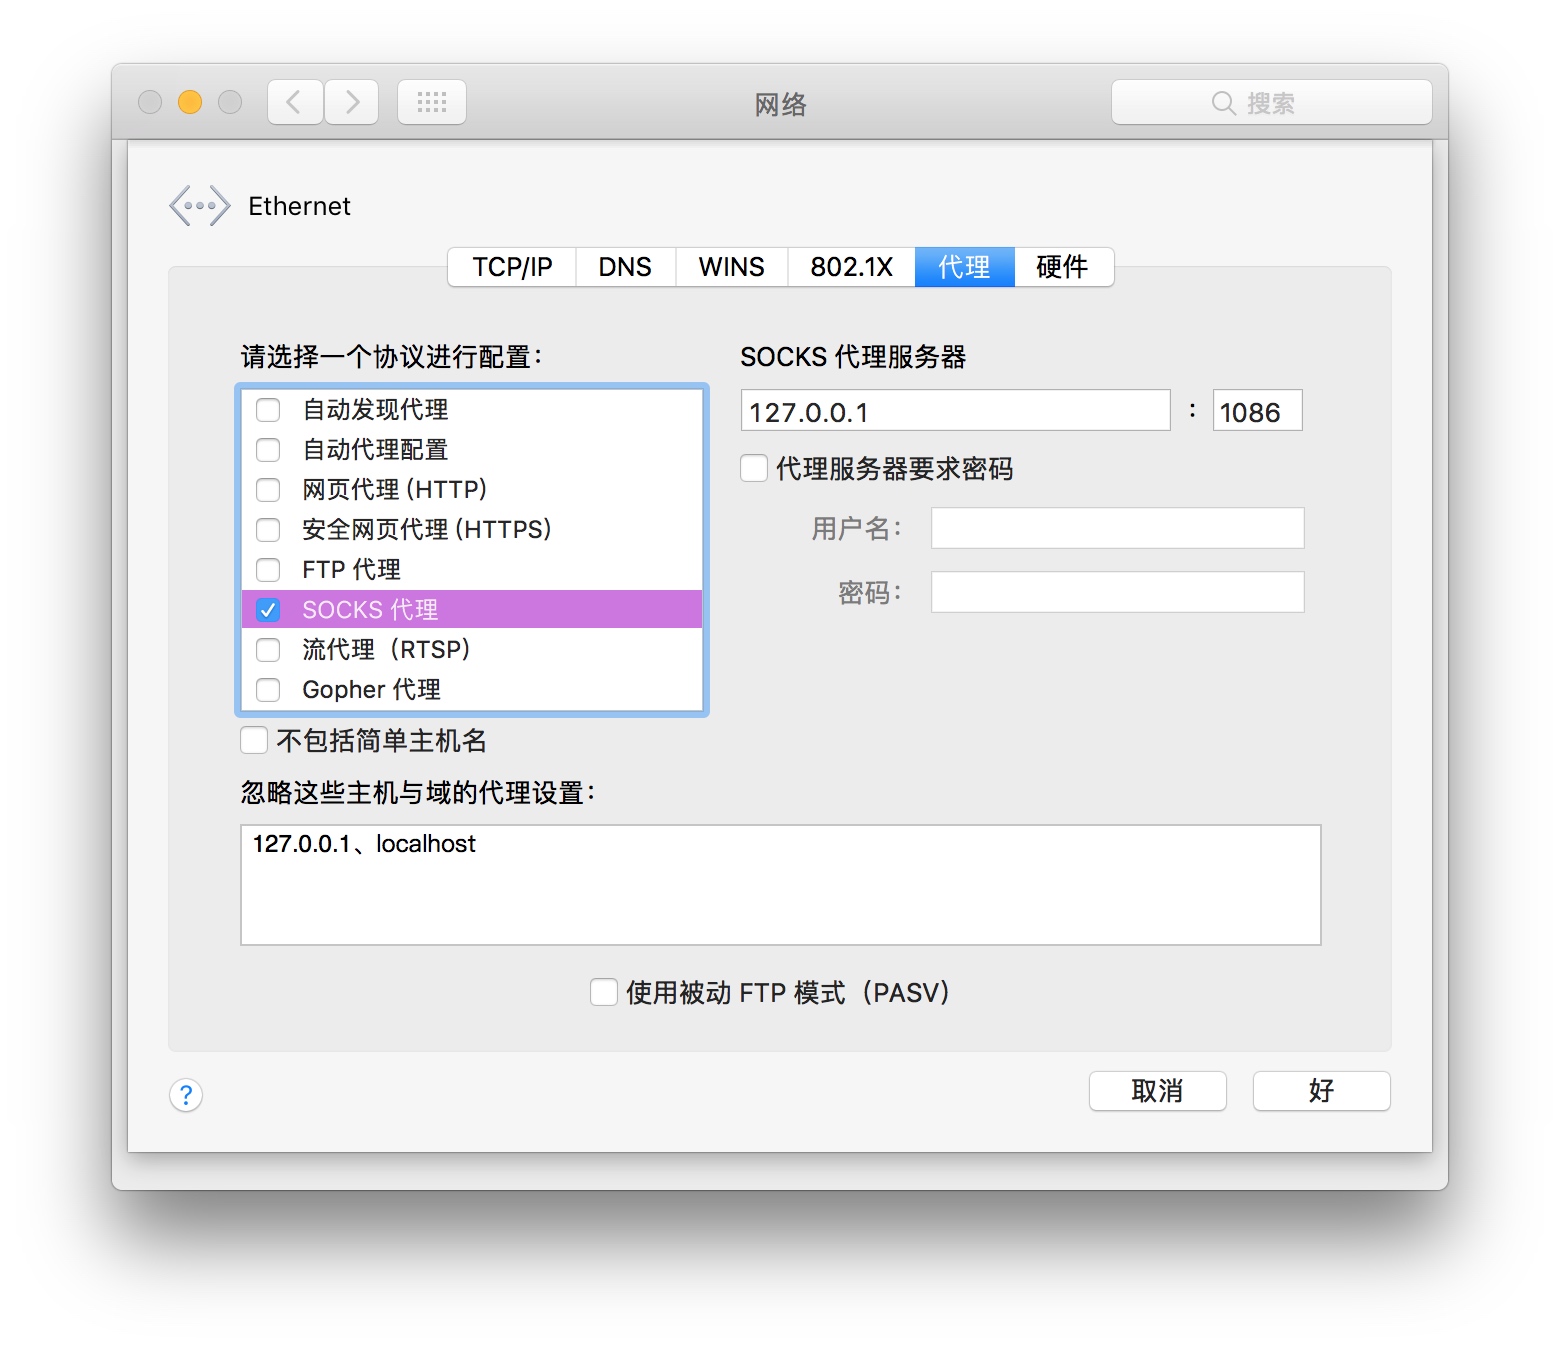 网络
搜索
Ethernet
TCP/IP DNS WINS 802.1X 代理 硬件
请选择一个协议进行配置：
自动发现代理
自动代理配置
网页代理 (HTTP)
安全网页代理 (HTTPS)
FTP 代理
SOCKS 代理
流代理（RTSP）
Gopher 代理
不包括简单主机名
SOCKS 代理服务器
127.0.0.1 : 1086
代理服务器要求密码
用户名：
密码：
忽略这些主机与域的代理设置：
127.0.0.1、localhost
使用被动 FTP 模式（PASV）
?
取消
好